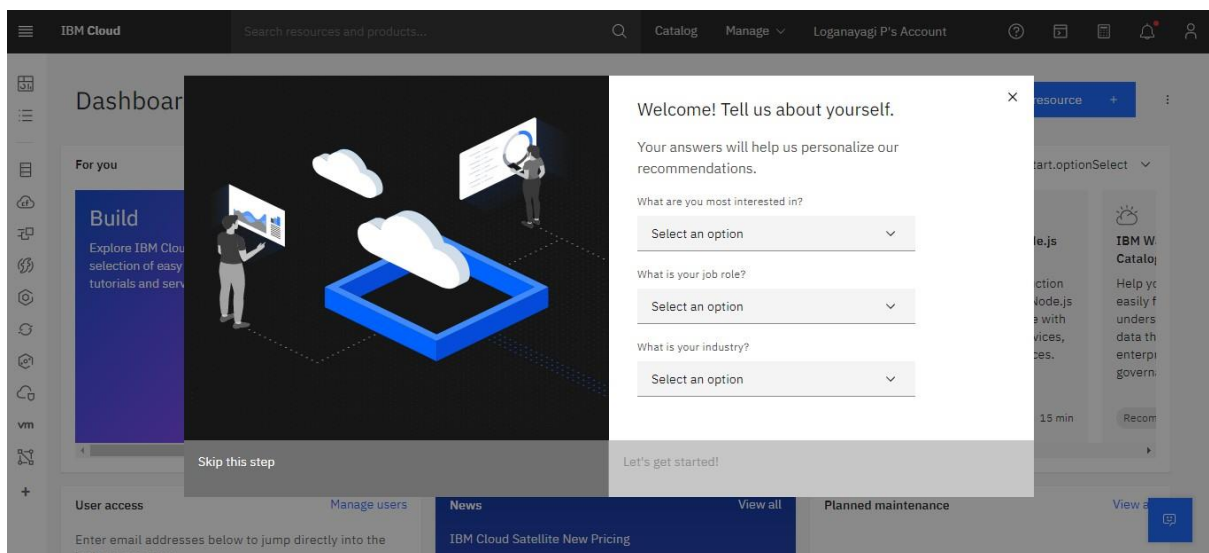 IBM Cloud
Search resources and products...
Catalog
Manage
Loganayagi P's Account
Dashboar
resource +
For you
tart.optionSelect
Build
Explore IBM Clou
selection of easy
tutorials and serv
Welcome! Tell us about yourself.
Your answers will help us personalize our
recommendations.
What are you most interested in?
Select an option
What is your job role?
Select an option
What is your industry?
Select an option
Skip this step
Let's get started!
de.js
ction
Node.js
e with
vices,
ces.
15 min
IBM W
Catalo
Help yo
easily f
unders
data th
enterpr
govern
Recom
vm
User access
Manage users
Enter email addresses below to jump directly into the
News
View all
IBM Cloud Satellite New Pricing
Planned maintenance
View a